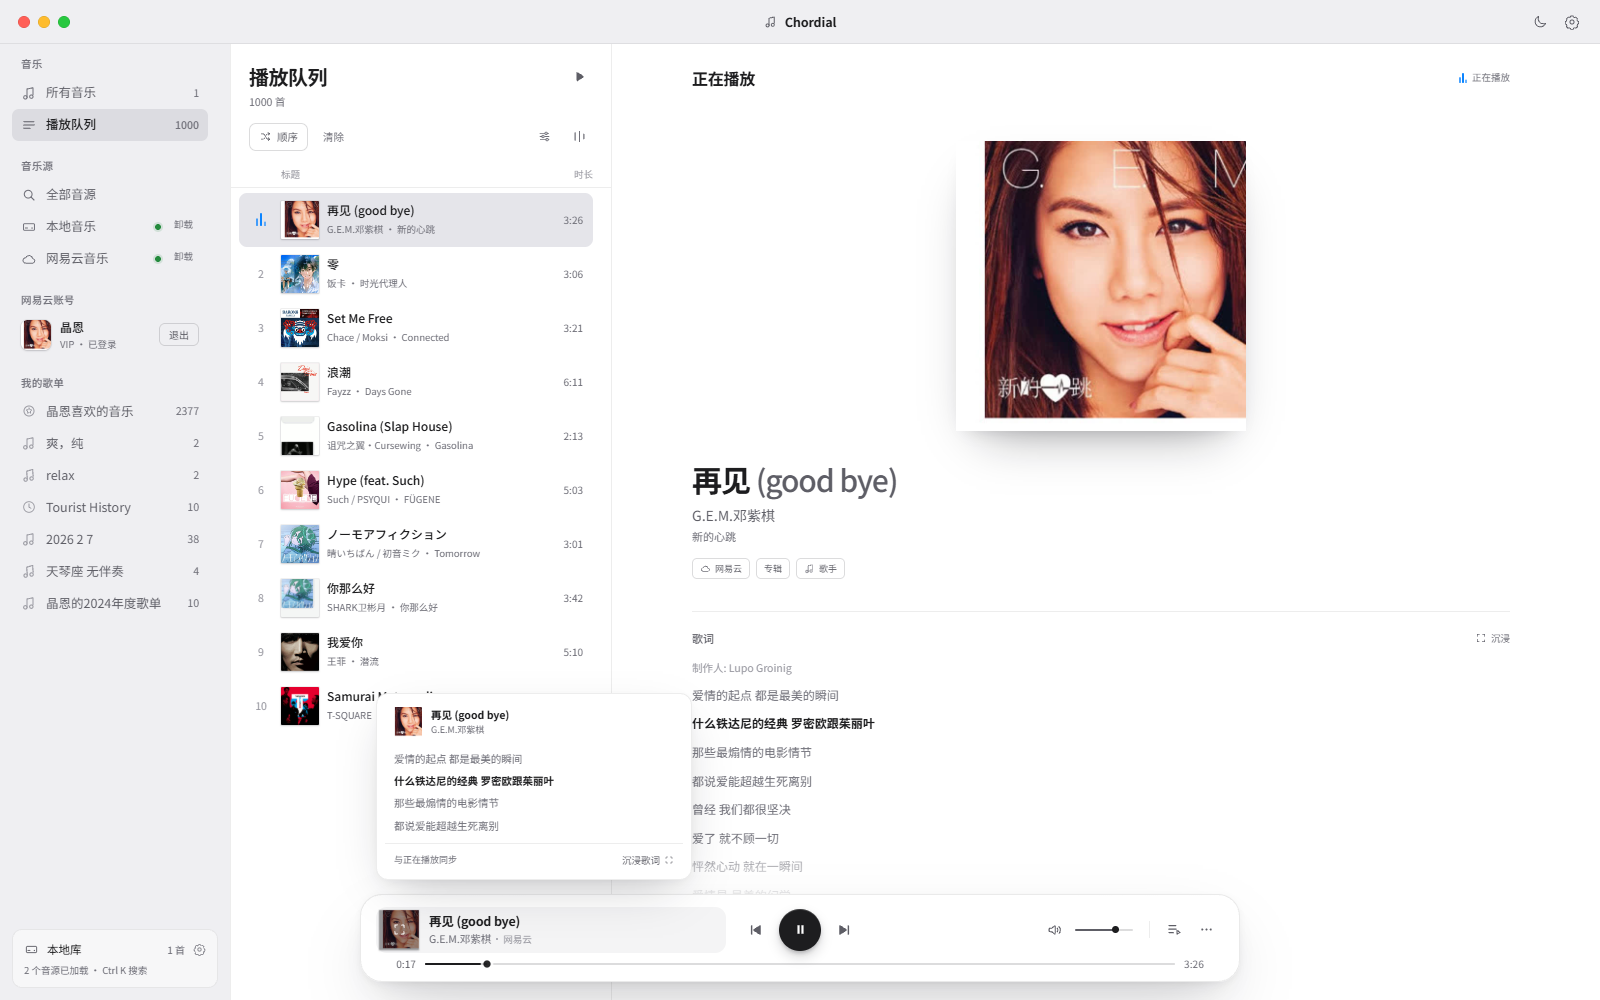 Chordial
音乐
所有音乐 1
播放队列 1000
音乐源
全部音源
本地音乐 卸载
网易云音乐 卸载
网易云账号
晶恩
VIP • 已登录
退出
我的歌单
晶恩喜欢的音乐 2377
爽，纯 2
relax 2
Tourist History 10
2026 2 7 38
天琴座 无伴奏 4
晶恩的2024年度歌单 10
本地库 1 首
2 个音源已加载 • Ctrl K 搜索
播放队列
1000 首
顺序 清除
标题 时长
再见 (good bye) 3:26
G.E.M.邓紫棋 • 新的心跳
2 零 3:06
饭卡 • 时光代理人
3 Set Me Free 3:21
Chace / Moksi • Connected
4 浪潮 6:11
Fayzz • Days Gone
5 Gasolina (Slap House) 2:13
诅咒之翼 • Cursewing • Gasolina
6 Hype (feat. Such) 5:03
Such / PSYQUI • FÜGENE
7 ノーモアフィクション 3:01
晴いちばん / 初音ミク • Tomorrow
8 你那么好 3:42
SHARK卫彬月 • 你那么好
9 我爱你 5:10
王菲 • 潜流
10 Samurai
T-SQUARE
再见 (good bye)
G.E.M.邓紫棋
爱情的起点 都是最美的瞬间
什么铁达尼的经典 罗密欧跟茱丽叶
那些最煽情的电影情节
都说爱能超越生死离别
与正在播放同步 沉浸歌词
正在播放 正在播放
G. E. M
新的心跳
再见 (good bye)
G.E.M.邓紫棋
新的心跳
网易云 专辑 歌手
歌词 沉浸
制作人: Lupo Groinig
爱情的起点 都是最美的瞬间
什么铁达尼的经典 罗密欧跟茱丽叶
那些最煽情的电影情节
都说爱能超越生死离别
曾经 我们都很坚决
爱了 就不顾一切
怦然心动 就在一瞬间
再见 (good bye)
G.E.M.邓紫棋 • 网易云
0:17 3:26